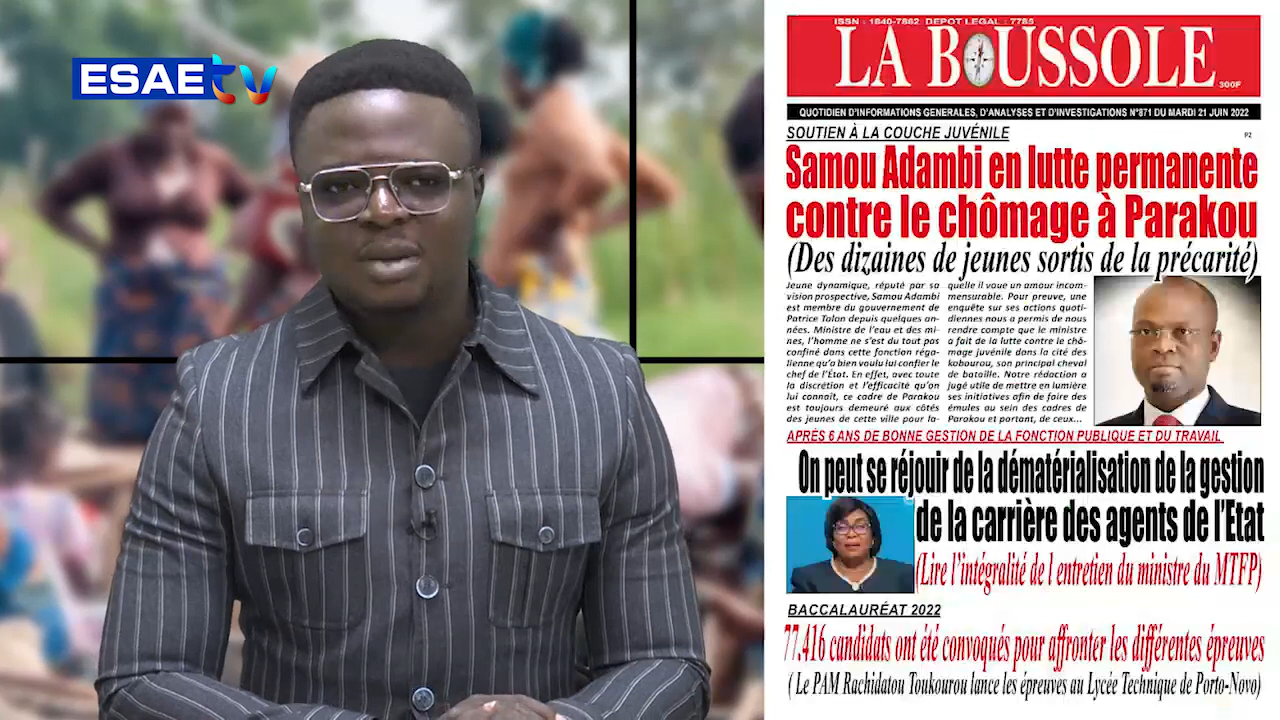 ESAE tv
ISSN : 1840-7862 DEPOT LEGAL : 7785
LA BOUSSOLE
300F
QUOTIDIEN D'INFORMATIONS GENERALES, D'ANALYSES ET D'INVESTIGATIONS N°871 DU MARDI 21 JUIN 2022
SOUTIEN À LA COUCHE JUVÉNILE
P2
Samou Adambi en lutte permanente
contre le chômage à Parakou
(Des dizaines de jeunes sortis de la précarité)
Jeune dynamique, réputé par sa
vision prospective, Samou Adambi
est membre du gouvernement de
Patrice Talon depuis quelques an-
nées. Ministre de l'eau et des mi-
nes, l'homme ne s'est du tout pas
confiné dans cette fonction réga-
lienne qu'a bien voulu lui confier le
chef de l'État. En effet, avec toute
la discrétion et l'efficacité qu'on
lui connaît, ce cadre de Parakou
est toujours demeuré aux côtés
des jeunes de cette ville pour la-
quelle il voue un amour incom-
mensurable. Pour preuve, une
enquête sur ses actions quoti-
diennes nous a permis de nous
rendre compte que le ministre
a fait de la lutte contre le chô-
mage juvénile dans la cité des
kobourou, son principal cheval
de bataille. Notre rédaction a
jugé utile de mettre en lumière
ses initiatives afin de faire des
émules au sein des cadres de
Parakou et portant, de ceux...
APRÈS 6 ANS DE BONNE GESTION DE LA FONCTION PUBLIQUE ET DU TRAVAIL
On peut se réjouir de la dématérialisation de la gestion
de la carrière des agents de l'Etat
(Lire l'intégralité de l entretien du ministre du MTFP)
BACCALAURÉAT 2022
77.416 candidats ont été convoqués pour affronter les différentes épreuves
( Le PAM Rachidatou Toukourou lance les épreuves au Lycée Technique de Porto-Novo)